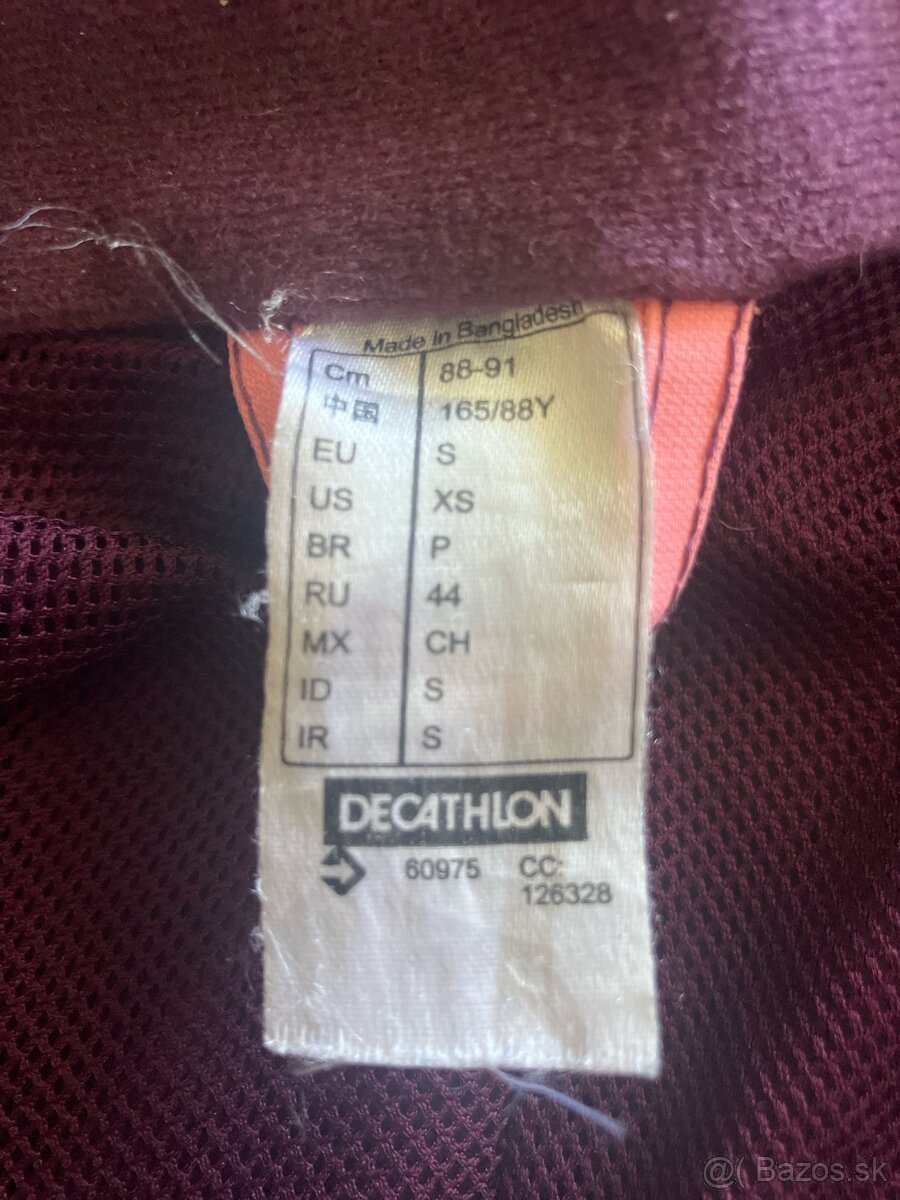 Made in Bangladesh
Cm 88-91
中国 165/88Y
EU S
US XS
BR P
RU 44
MX CH
ID S
IR S
DECATHLON
60975 CC:
126328
@( Bazos.sk